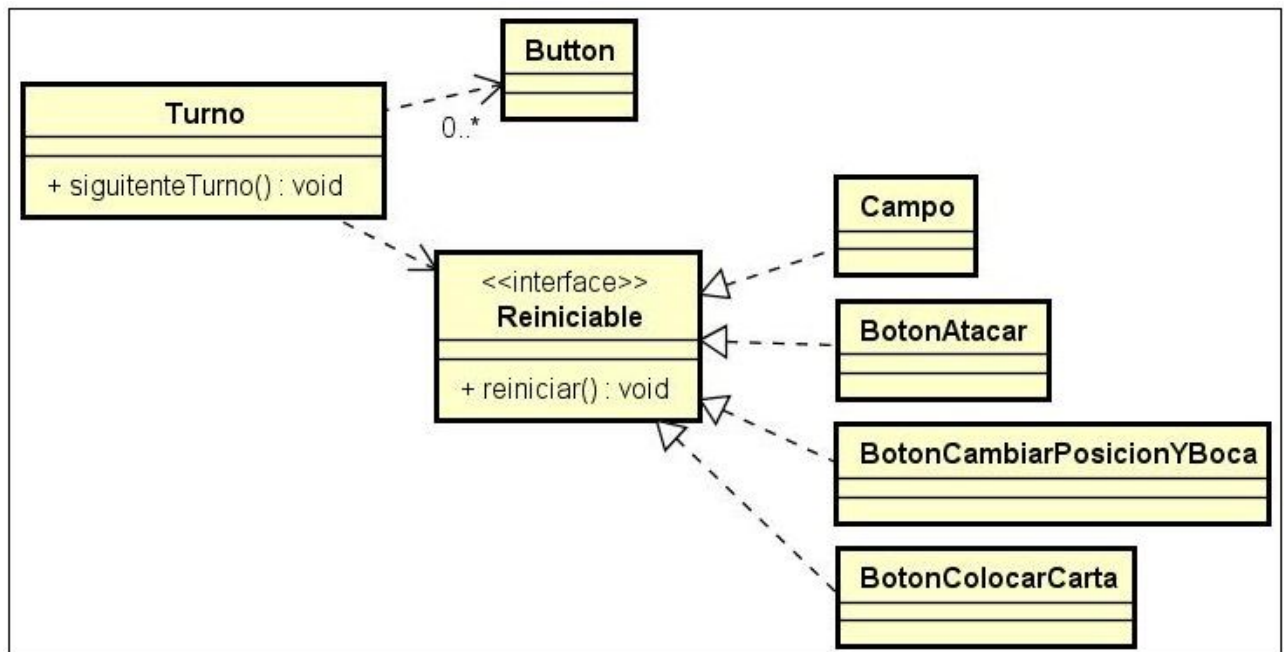 Button
Turno
0..*
+ siguitenteTurno() : void
Campo
<<interface>>
Reiniciable
+ reiniciar() : void
BotonAtacar
BotonCambiarPosicionYBoca
BotonColocarCarta